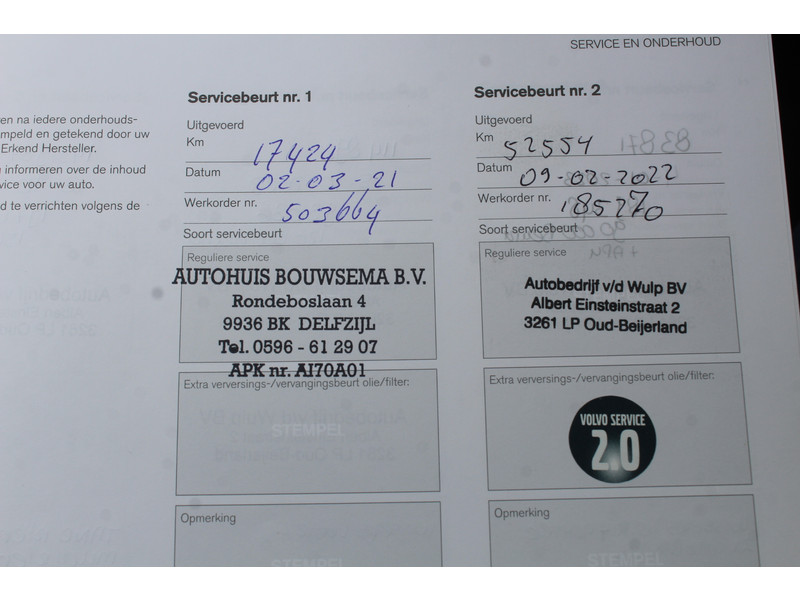 SERVICE EN ONDERHOUD
en na iedere onderhouds-
mpeld en getekend door uw
Erkend Hersteller.
informeren over de inhoud
vice voor uw auto.
d te verrichten volgens de
Servicebeurt nr. 1
Uitgevoerd
Km
17424
Datum
02-03-21
Werkorder nr.
503664
Soort servicebeurt
Reguliere service
AUTOHUIS BOUWSEMA B.V.
Rondeboslaan 4
9936 BK DELFZIJL
Tel. 0596 - 61 29 07
APK nr. AI70A01
Extra verversings-/vervangingsbeurt olie/filter:
STEMPEL
Opmerking
STEMPEL
Servicebeurt nr. 2
Uitgevoerd
Km
52554
Datum
09-02-2022
Werkorder nr.
185270
Soort servicebeurt
Reguliere service
Autobedrijf v/d Wulp BV
Albert Einsteinstraat 2
3261 LP Oud-Beijerland
Extra verversings-/vervangingsbeurt olie/filter:
VOLVO SERVICE
2.0
Opmerking
STEMPEL